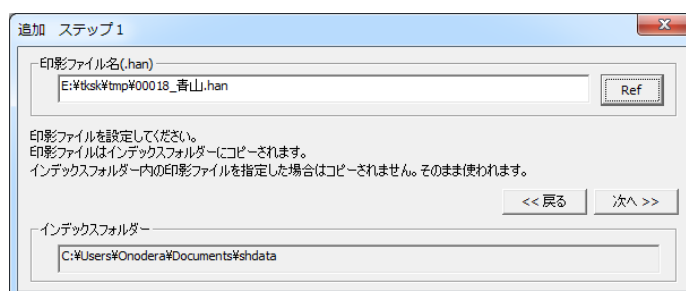 追加 ステップ1
印影ファイル名(.han)
E:¥tksk¥tmp¥00018_青山.han
Ref
印影ファイルを設定してください。
印影ファイルはインデックスフォルダーにコピーされます。
インデックスフォルダー内の印影ファイルを指定した場合はコピーされません。そのまま使われます。
<< 戻る
次へ >>
インデックスフォルダー
C:¥Users¥Onodera¥Documents¥shdata